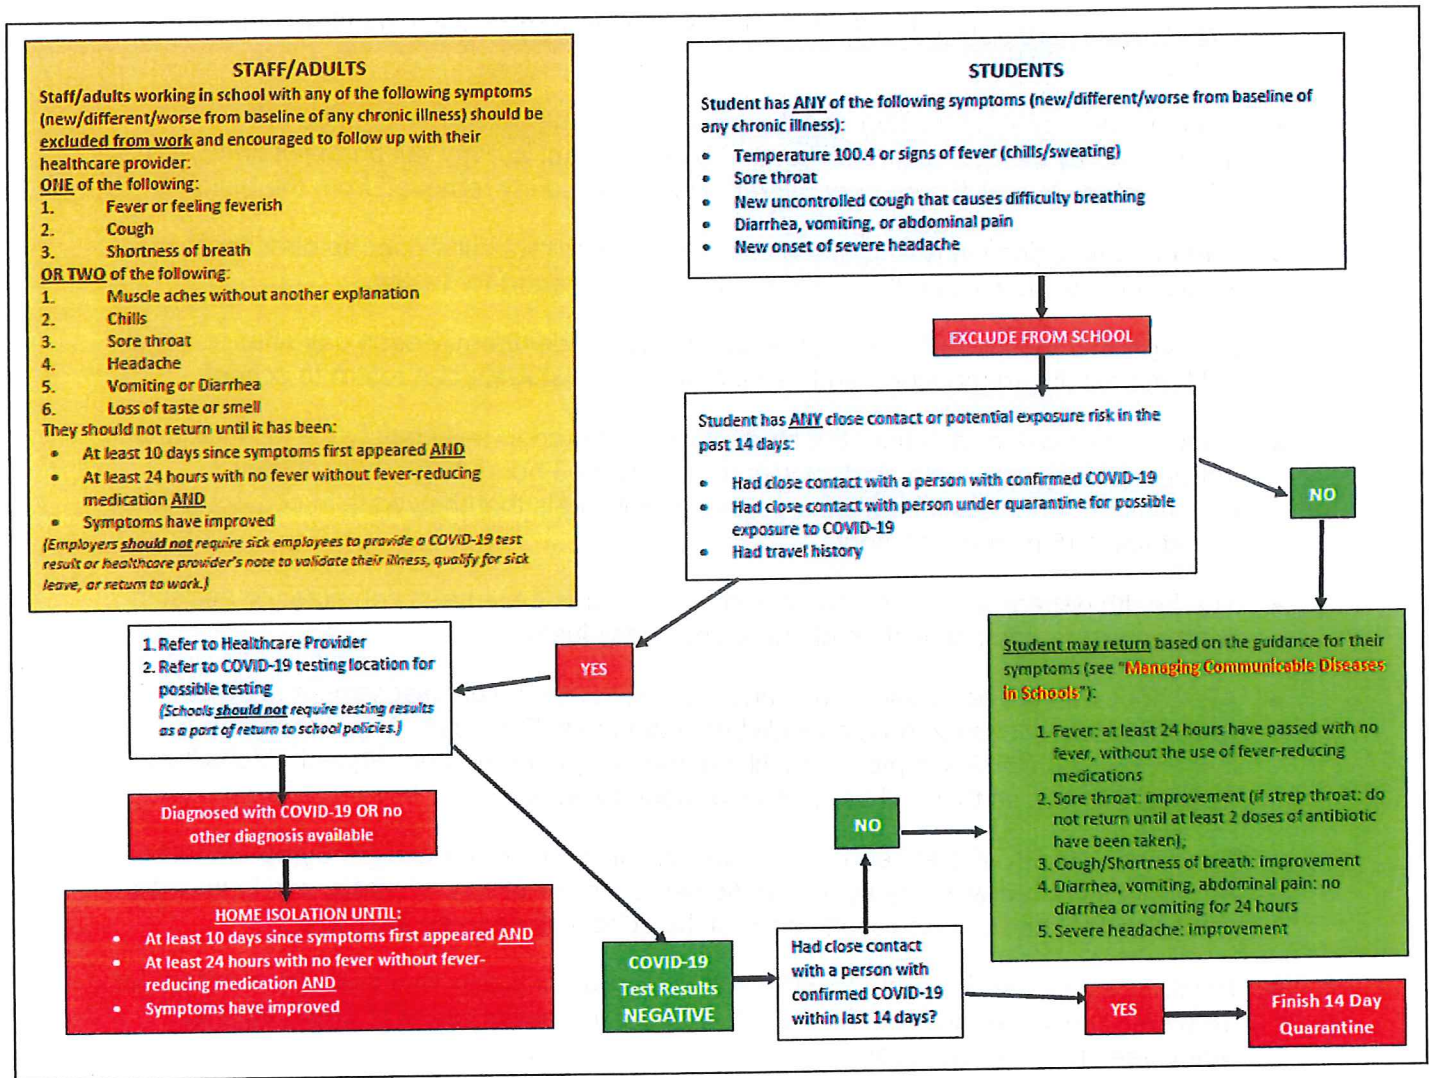 STAFF/ADULTS
Staff/adults working in school with any of the following symptoms
(new/different/worse from baseline of any chronic illness) should be
excluded from work and encouraged to follow up with their
healthcare provider:
ONE of the following:
1. Fever or feeling feverish
2. Cough
3. Shortness of breath
OR TWO of the following:
1. Muscle aches without another explanation
2. Chills
3. Sore throat
4. Headache
5. Vomiting or Diarrhea
6. Loss of taste or smell
They should not return until it has been:
• At least 10 days since symptoms first appeared AND
• At least 24 hours with no fever without fever-reducing
medication AND
• Symptoms have improved
(Employers should not require sick employees to provide a COVID-19 test
result or healthcare provider's note to validate their illness, qualify for sick
leave, or return to work.)
STUDENTS
Student has ANY of the following symptoms (new/different/worse from baseline of
any chronic illness):
• Temperature 100.4 or signs of fever (chills/sweating)
• Sore throat
• New uncontrolled cough that causes difficulty breathing
• Diarrhea, vomiting, or abdominal pain
• New onset of severe headache
EXCLUDE FROM SCHOOL
Student has ANY close contact or potential exposure risk in the
past 14 days:
• Had close contact with a person with confirmed COVID-19
• Had close contact with person under quarantine for possible
exposure to COVID-19
• Had travel history
NO
YES
1. Refer to Healthcare Provider
2. Refer to COVID-19 testing location for
possible testing
(Schools should not require testing results
as a part of return to school policies.)
Diagnosed with COVID-19 OR no
other diagnosis available
HOME ISOLATION UNTIL:
• At least 10 days since symptoms first appeared AND
• At least 24 hours with no fever without fever-
reducing medication AND
• Symptoms have improved
COVID-19
Test Results
NEGATIVE
Had close contact
with a person with
confirmed COVID-19
within last 14 days?
NO
YES
Finish 14 Day
Quarantine
Student may return based on the guidance for their
symptoms (see "Managing Communicable Diseases
in Schools"):
1. Fever: at least 24 hours have passed with no
fever, without the use of fever-reducing
medications
2. Sore throat: improvement (if strep throat: do
not return until at least 2 doses of antibiotic
have been taken);
3. Cough/Shortness of breath: improvement
4. Diarrhea, vomiting, abdominal pain: no
diarrhea or vomiting for 24 hours
5. Severe headache: improvement